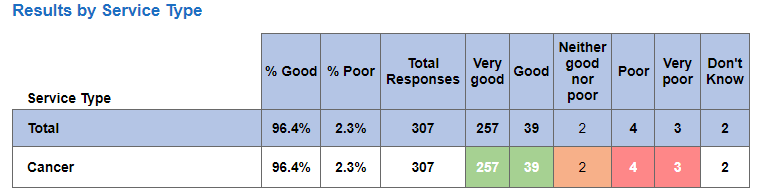 Results by Service Type
Service Type % Good % Poor Total Responses Very good Good Neither good nor poor Poor Very poor Don't Know
Total 96.4% 2.3% 307 257 39 2 4 3 2
Cancer 96.4% 2.3% 307 257 39 2 4 3 2